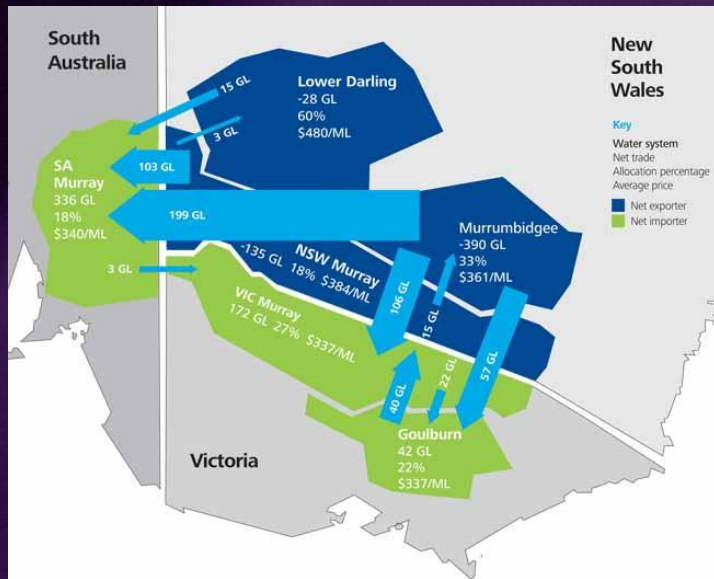 South
Australia
New
South
Wales
Key
Water system
Net trade
Allocation percentage
Average price
Net exporter
Net importer
15 GL
Lower Darling
-28 GL
60%
$480/ML
3 GL
103 GL
SA
Murray
336 GL
18%
$340/ML
199 GL
Murrumbidgee
-390 GL
33%
$361/ML
NSW Murray
-135 GL 18% $384/ML
3 GL
VIC Murray
172 GL 27% $337/ML
106 GL
15 GL
57 GL
22 GL
40 GL
Goulburn
42 GL
22%
$337/ML
Victoria